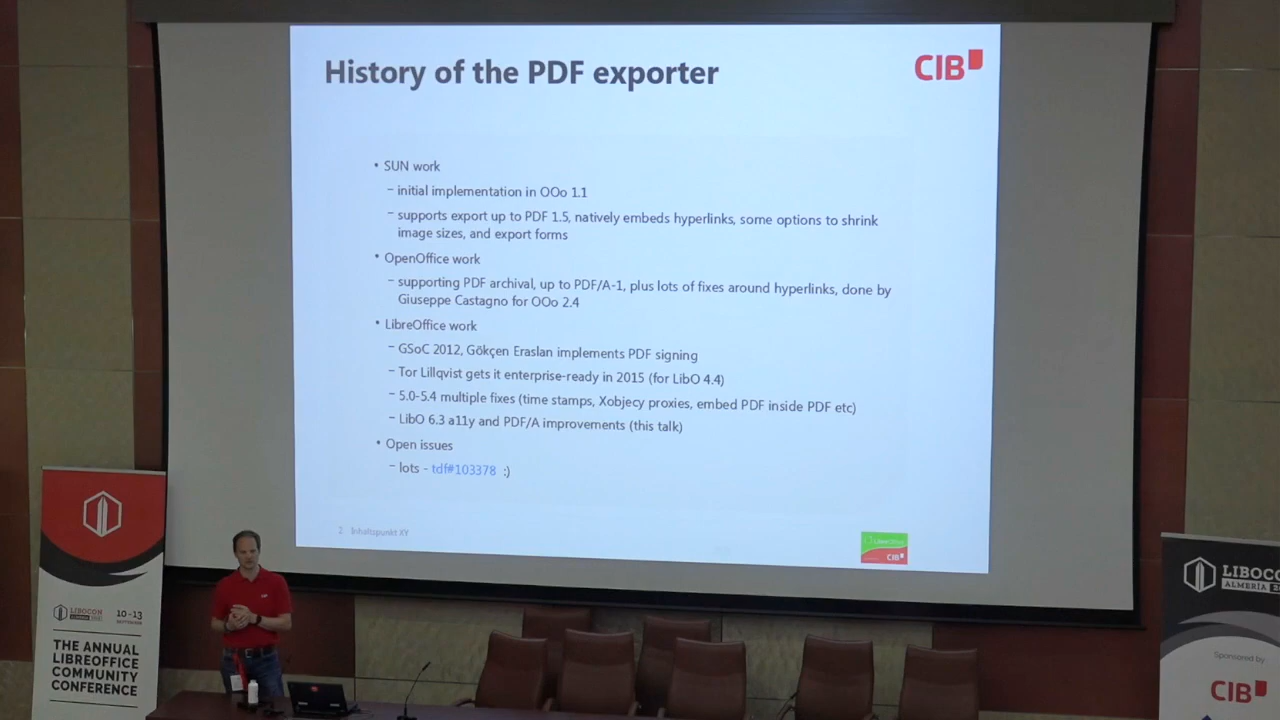 History of the PDF exporter
CIB
• SUN work
– initial implementation in OOo 1.1
– supports export up to PDF 1.5, natively embeds hyperlinks, some options to shrink
image sizes, and export forms
• OpenOffice work
– supporting PDF archival, up to PDF/A-1, plus lots of fixes around hyperlinks, done by
Giuseppe Castagno for OOo 2.4
• LibreOffice work
– GSoC 2012, Gökçen Eraslan implements PDF signing
– Tor Lillqvist gets it enterprise-ready in 2015 (for LibO 4.4)
– 5.0-5.4 multiple fixes (time stamps, Xobjecy proxies, embed PDF inside PDF etc)
– LibO 6.3 a11y and PDF/A improvements (this talk)
• Open issues
– lots - tdf#103378 :)
2 Inhaltspunkt XY
CIB
LIBOCON
ALMERÍA
10-13
THE ANNUAL
LIBREOFFICE
COMMUNITY
CONFERENCE
LIBOC
ALMERÍA 2
Sponsored by
CIB